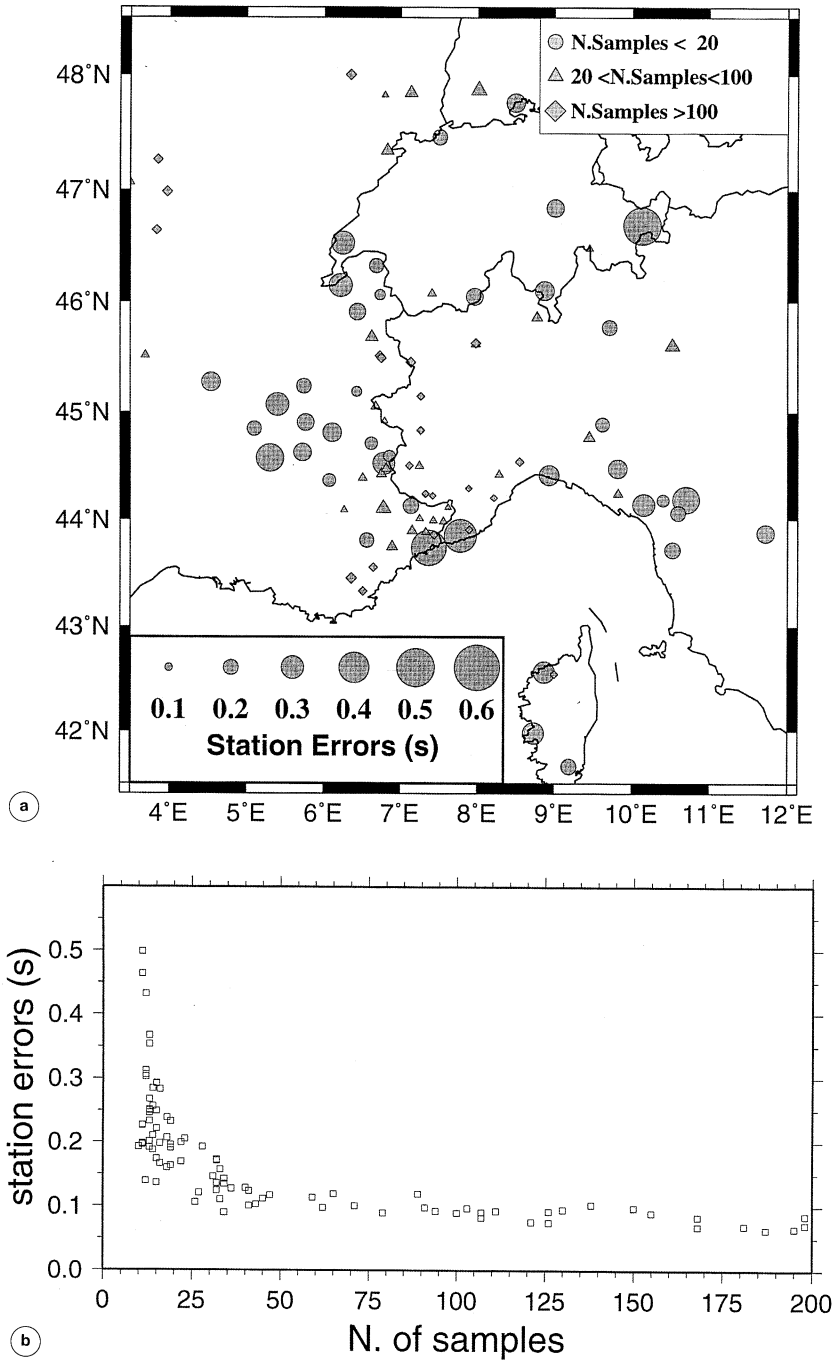 N.Samples < 20
20 <N.Samples<100
N.Samples >100
48˚N
47˚N
46˚N
45˚N
44˚N
43˚N
42˚N
0.1 0.2 0.3 0.4 0.5 0.6
Station Errors (s)
4˚E 5˚E 6˚E 7˚E 8˚E 9˚E 10˚E 11˚E 12˚E
a
station errors (s)
0.5
0.4
0.3
0.2
0.1
0.0
0 25 50 75 100 125 150 175 200
N. of samples
b